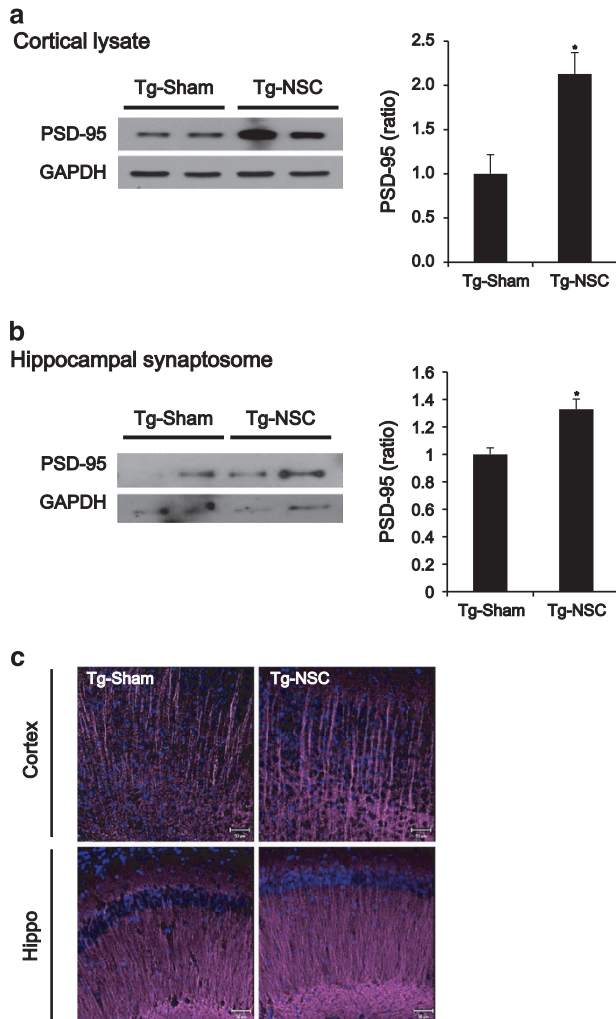 a
Cortical lysate
Tg-Sham Tg-NSC
PSD-95
GAPDH
PSD-95 (ratio)
2.5
2.0
1.5
1.0
0.5
0.0
*
Tg-Sham Tg-NSC
b
Hippocampal synaptosome
Tg-Sham Tg-NSC
PSD-95
GAPDH
PSD-95 (ratio)
1.6
1.4
1.2
1
0.8
0.6
0.4
0.2
0
*
Tg-Sham Tg-NSC
c
Tg-Sham Tg-NSC
Cortex
Hippo